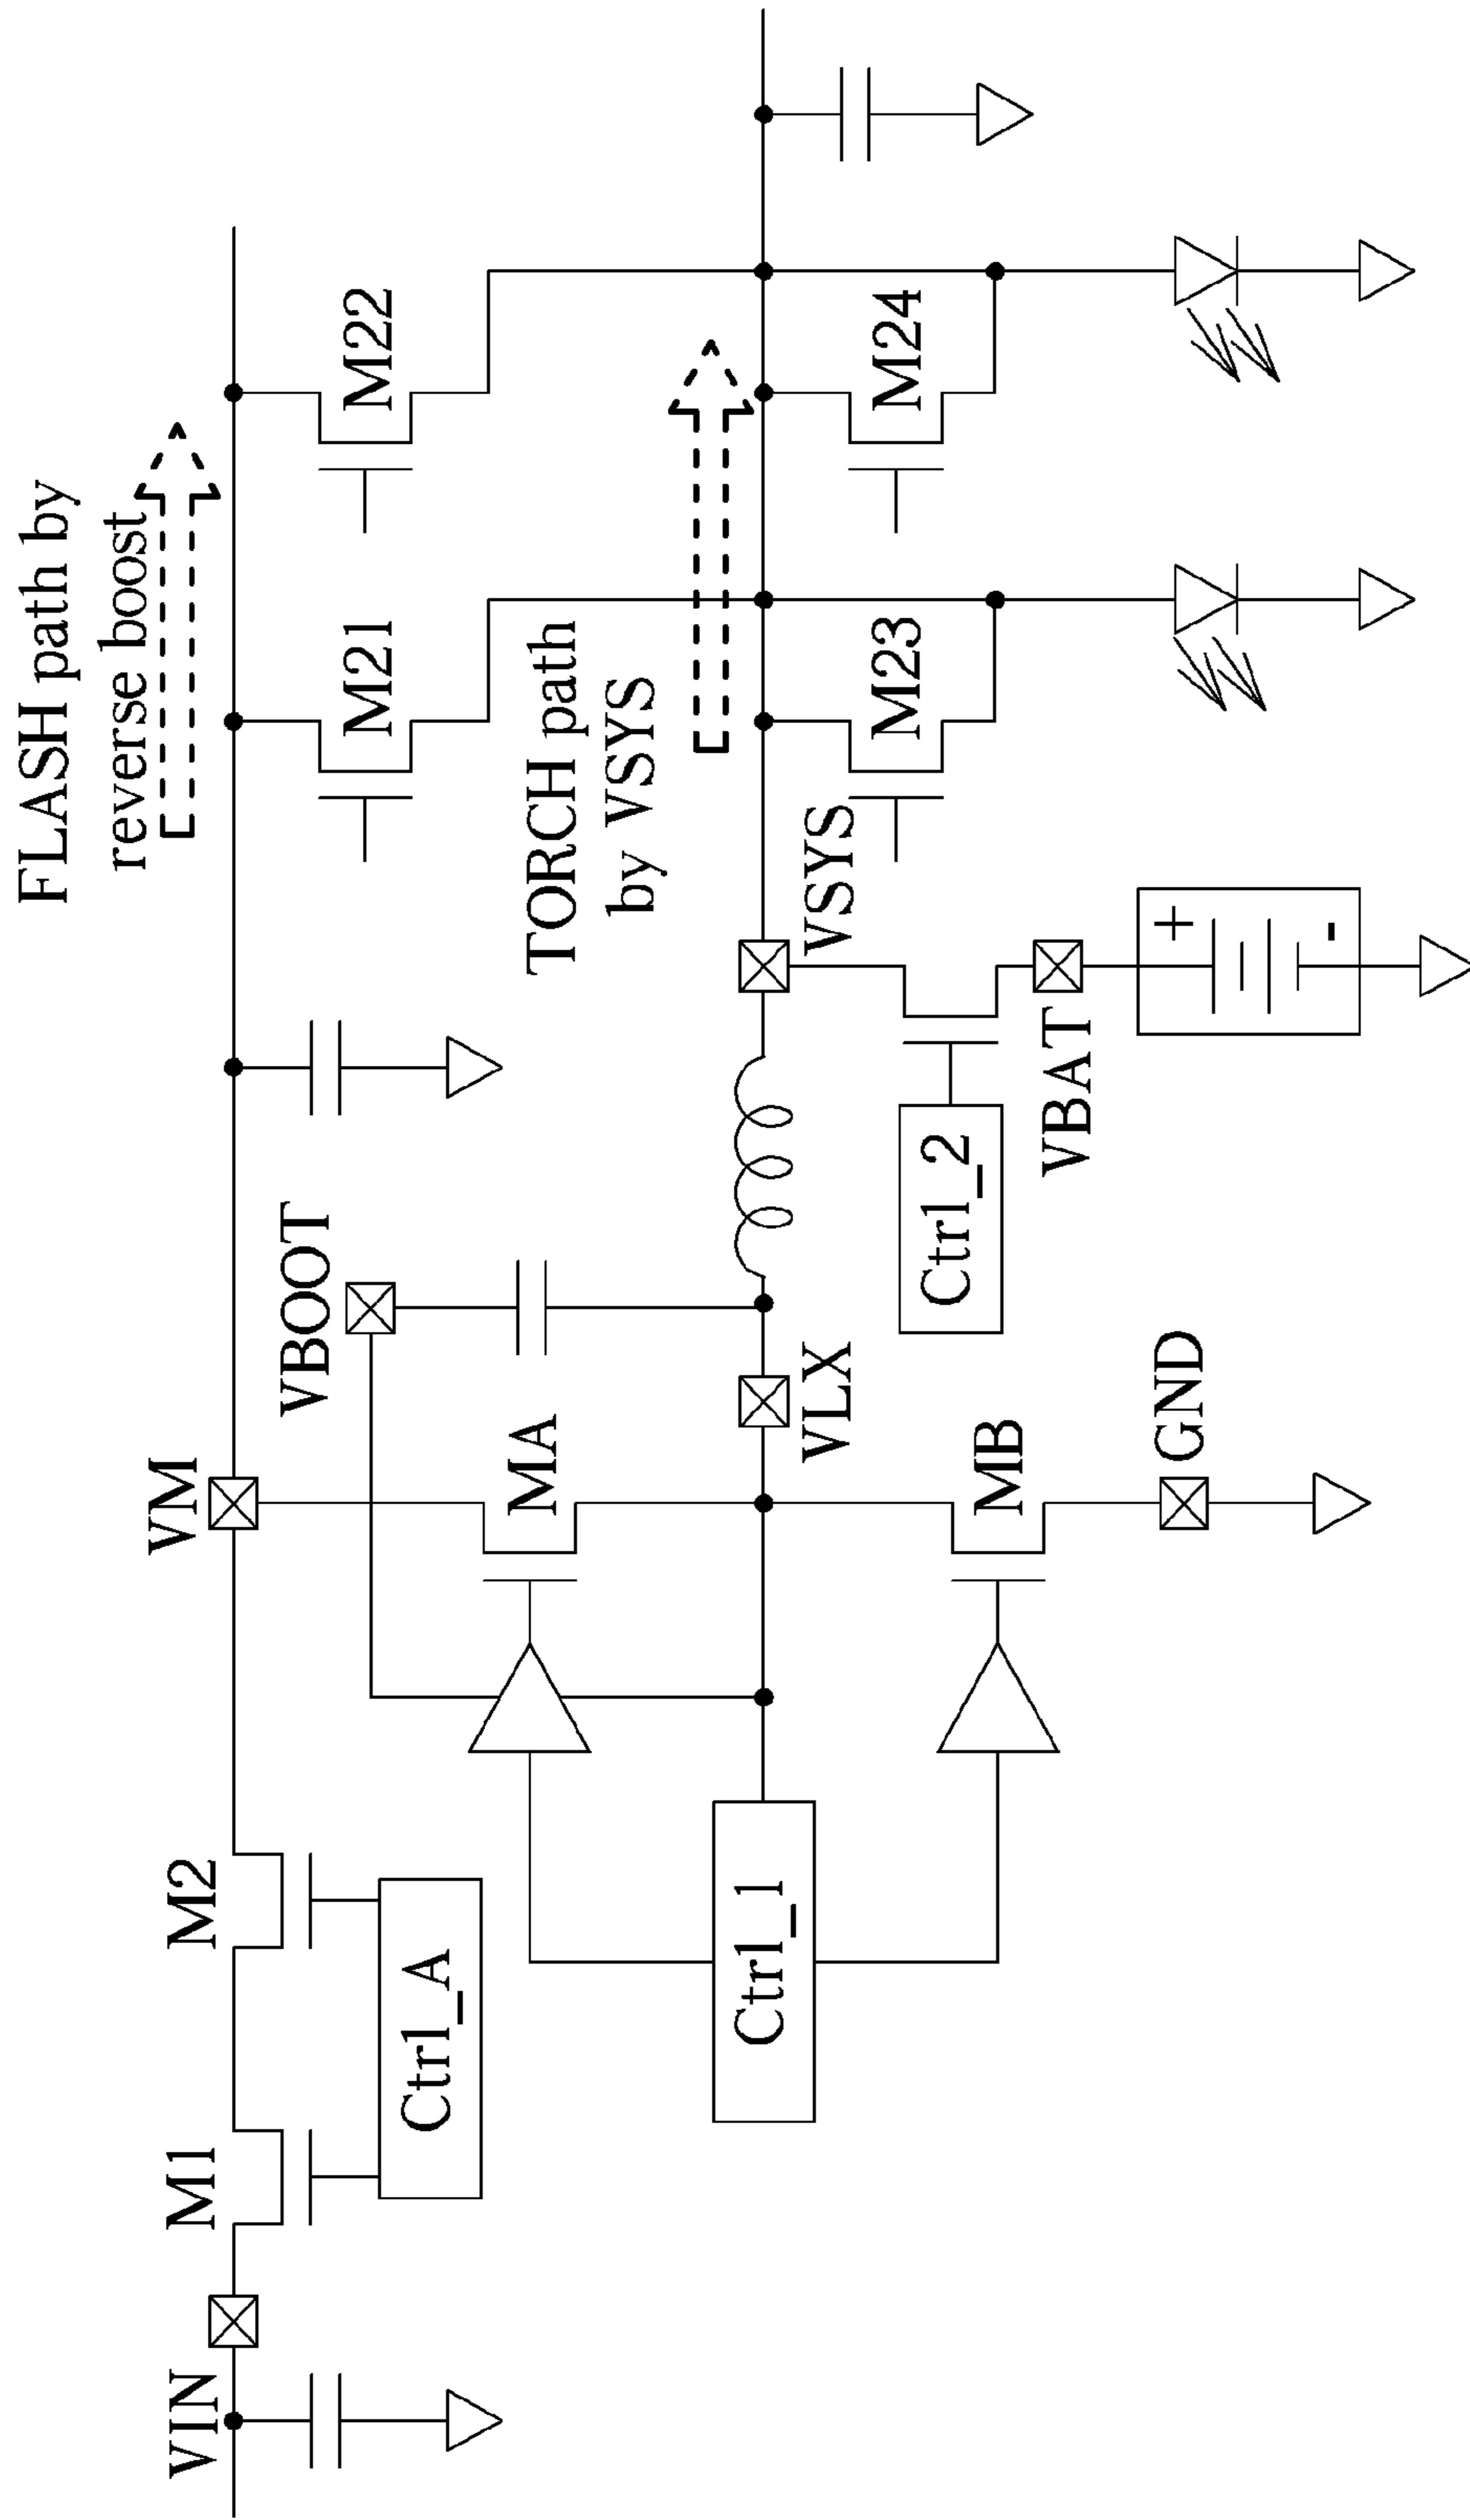 FLASH path by
reverse boost
VIN
M1
M2
VM
Ctrl_A
VBOOT
M21
M22
MA
TORCH path
by VSYS
Ctrl_1
VLX
VSYS
M23
M24
MB
Ctrl_2
VBAT
+
-
GND